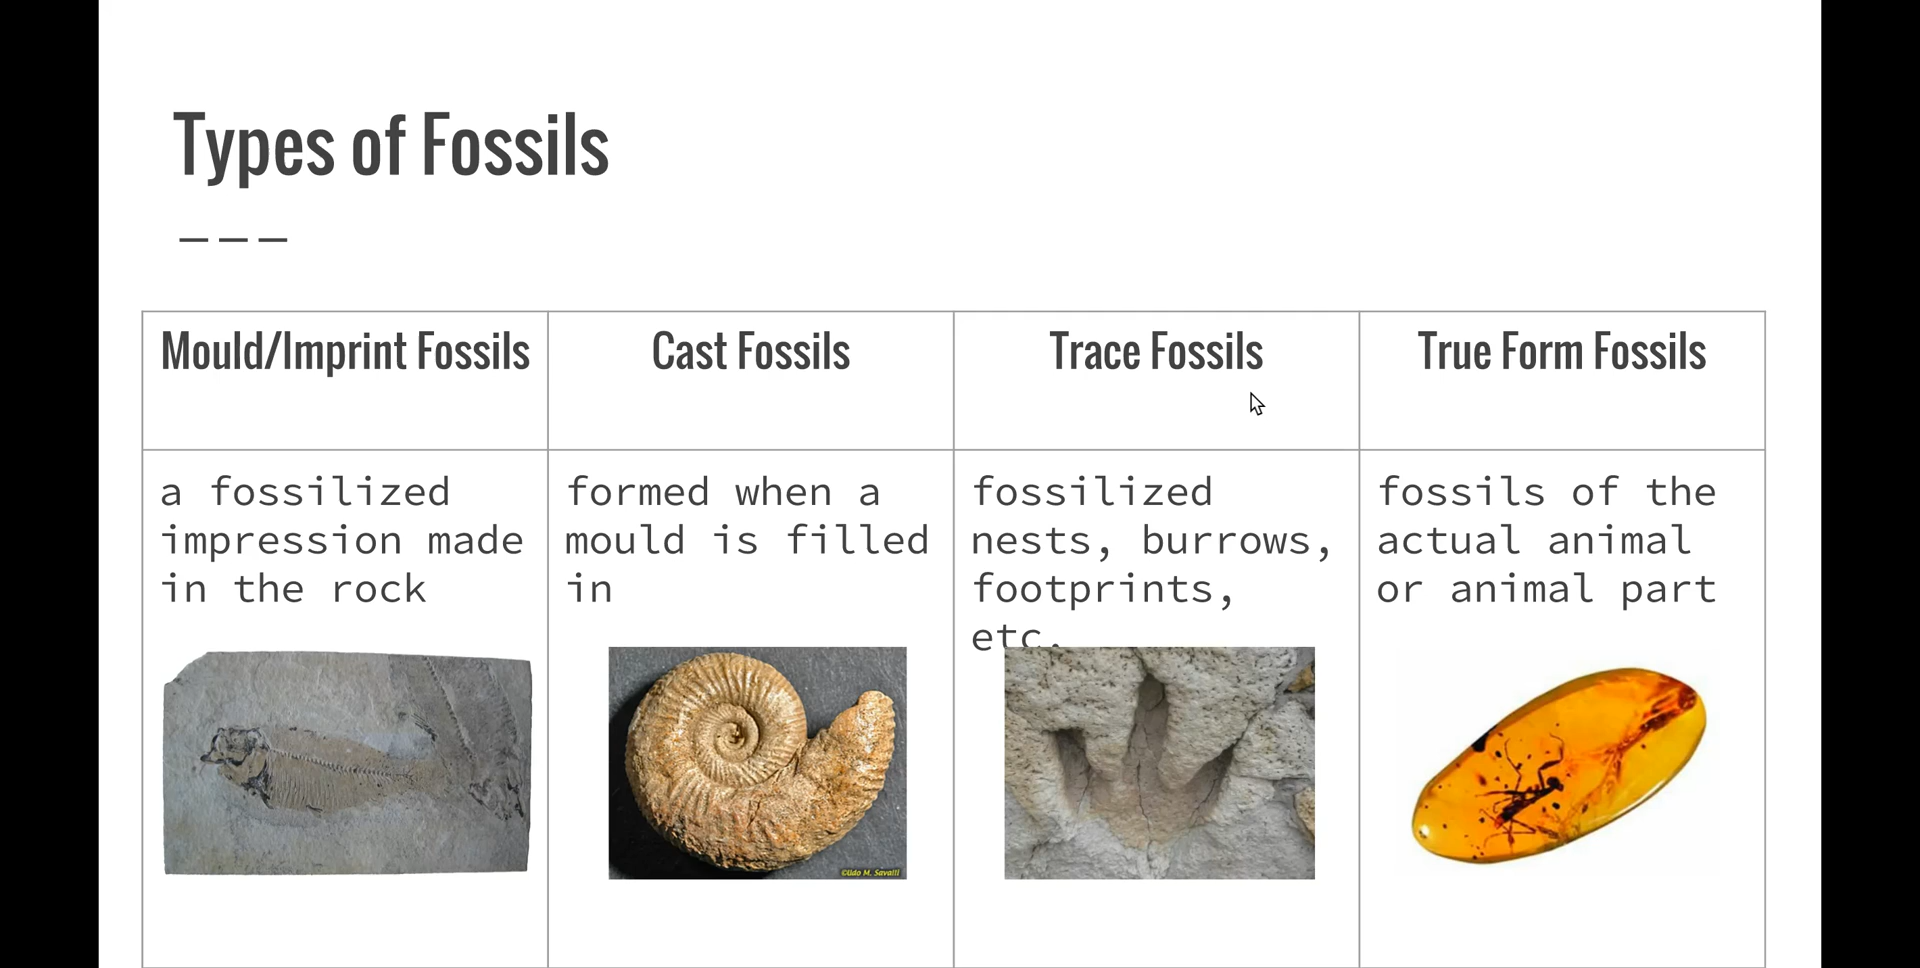 Types of Fossils
Mould/Imprint Fossils
Cast Fossils
Trace Fossils
True Form Fossils
a fossilized
impression made
in the rock
formed when a
mould is filled
in
fossilized
nests, burrows,
footprints,
etc.
fossils of the
actual animal
or animal part
©Udo M. Savalli